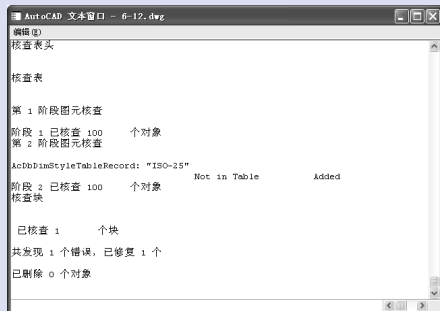 AutoCAD 文本窗口 - 6-12.dwg
编辑(E)
核查表头
核查表
第 1 阶段图元核查
阶段 1 已核查 100 个对象
第 2 阶段图元核查
AcDbDimStyleTableRecord: "ISO-25"
Not in Table Added
阶段 2 已核查 100 个对象
核查块
已核查 1 个块
共发现 1 个错误，已修复 1 个
已删除 0 个对象